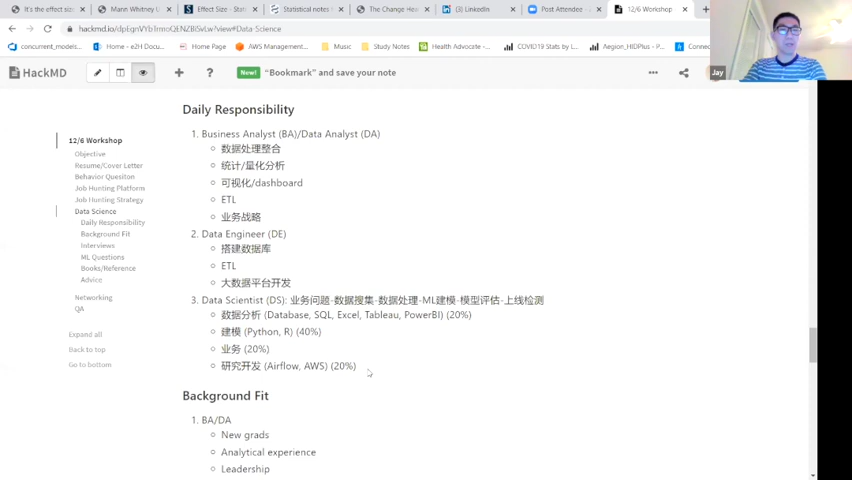 It's the effect size
Mann Whitney U
Effect Size - Stati
Statistical notes f
The Change Hea
(3) LinkedIn
Post Attendee -
12/6 Workshop
concurrent_models...
Home - e2H Docu...
Home Page
AWS Management...
Music
Study Notes
Health Advocate -...
COVID19 Stats by L...
Aegion_HIDPlus - P...
Connec
HackMD
New!
"Bookmark" and save your note
Jay
12/6 Workshop
Objective
Resume/Cover Letter
Behavior Quesiton
Job Hunting Platform
Job Hunting Strategy
Data Science
Daily Responsibility
Background Fit
Interviews
ML Questions
Books/Reference
Advice
Networking
QA
Expand all
Back to top
Go to bottom
Daily Responsibility
1. Business Analyst (BA)/Data Analyst (DA)
数据处理整合
统计/量化分析
可视化/dashboard
ETL
业务战略
2. Data Engineer (DE)
搭建数据库
ETL
大数据平台开发
3. Data Scientist (DS): 业务问题-数据搜集-数据处理-ML建模-模型评估-上线检测
数据分析 (Database, SQL, Excel, Tableau, PowerBI) (20%)
建模 (Python, R) (40%)
业务 (20%)
研究开发 (Airflow, AWS) (20%)
Background Fit
1. BA/DA
New grads
Analytical experience
Leadership